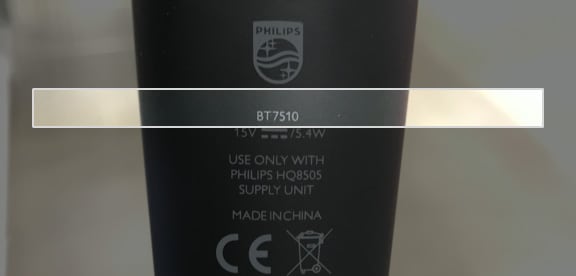 PHILIPS
BT7510
15V ⎓ /5.4W
USE ONLY WITH
PHILIPS HQ8505
SUPPLY UNIT
MADE IN CHINA
CE